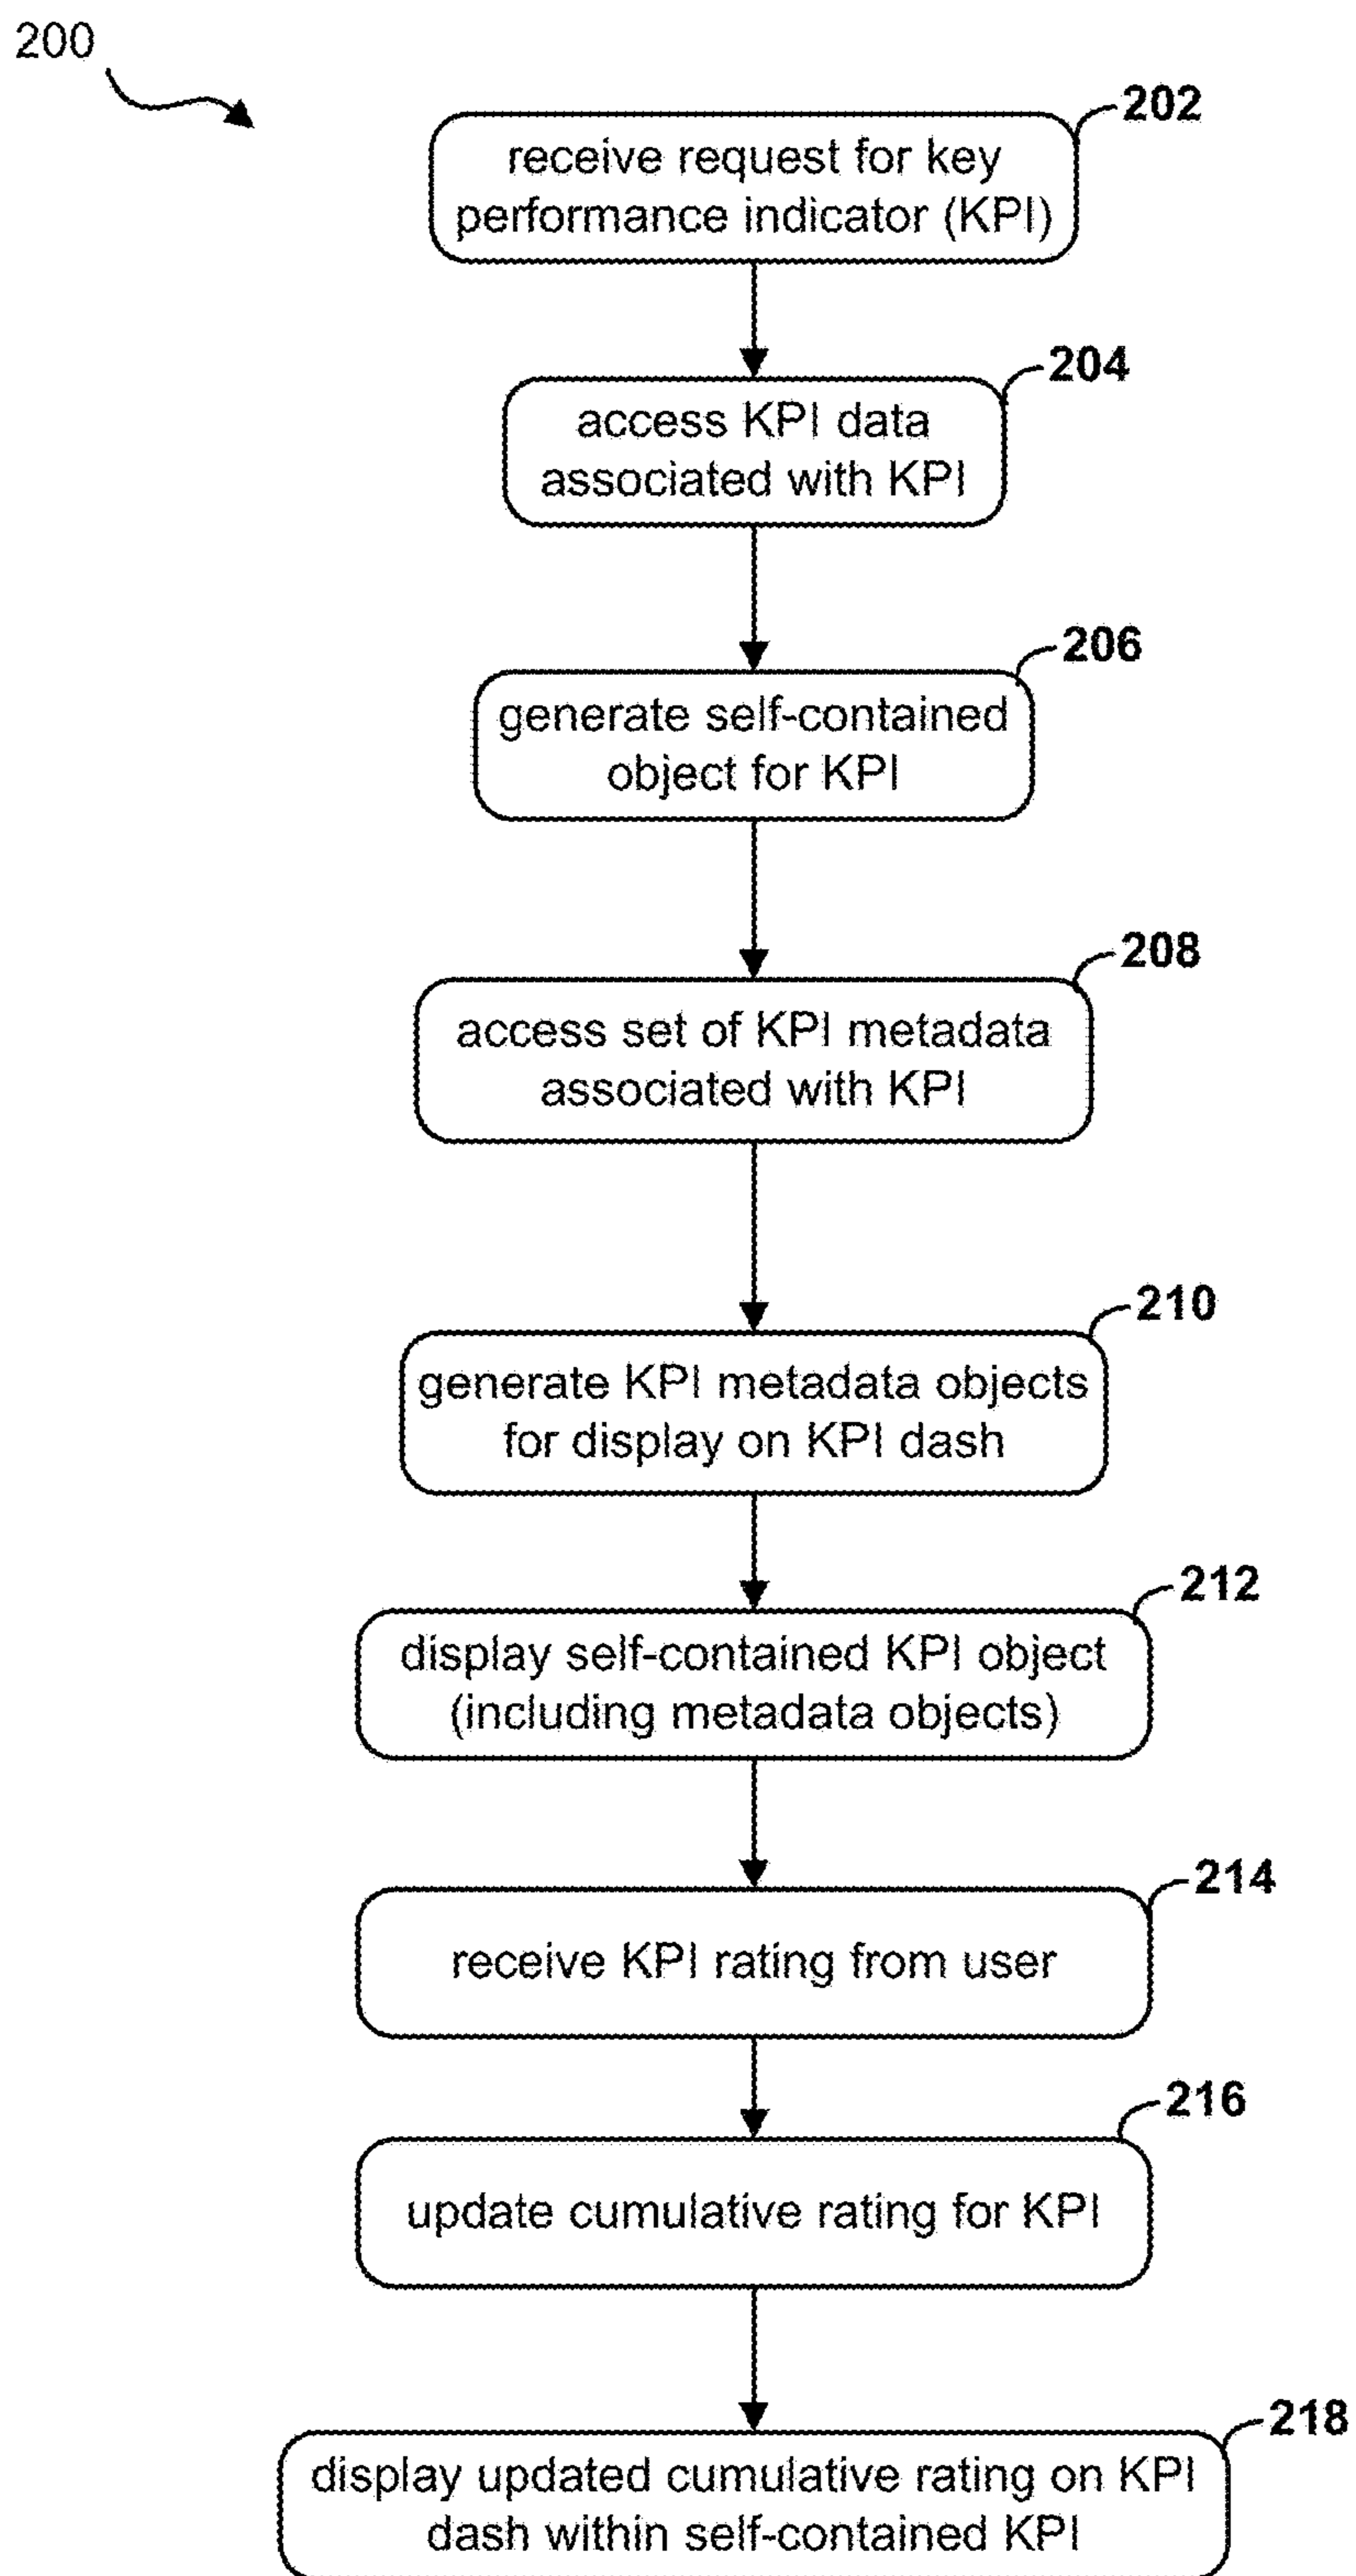 200
202
receive request for key
performance indicator (KPI)
204
access KPI data
associated with KPI
206
generate self-contained
object for KPI
208
access set of KPI metadata
associated with KPI
210
generate KPI metadata objects
for display on KPI dash
212
display self-contained KPI object
(including metadata objects)
214
receive KPI rating from user
216
update cumulative rating for KPI
218
display updated cumulative rating on KPI
dash within self-contained KPI